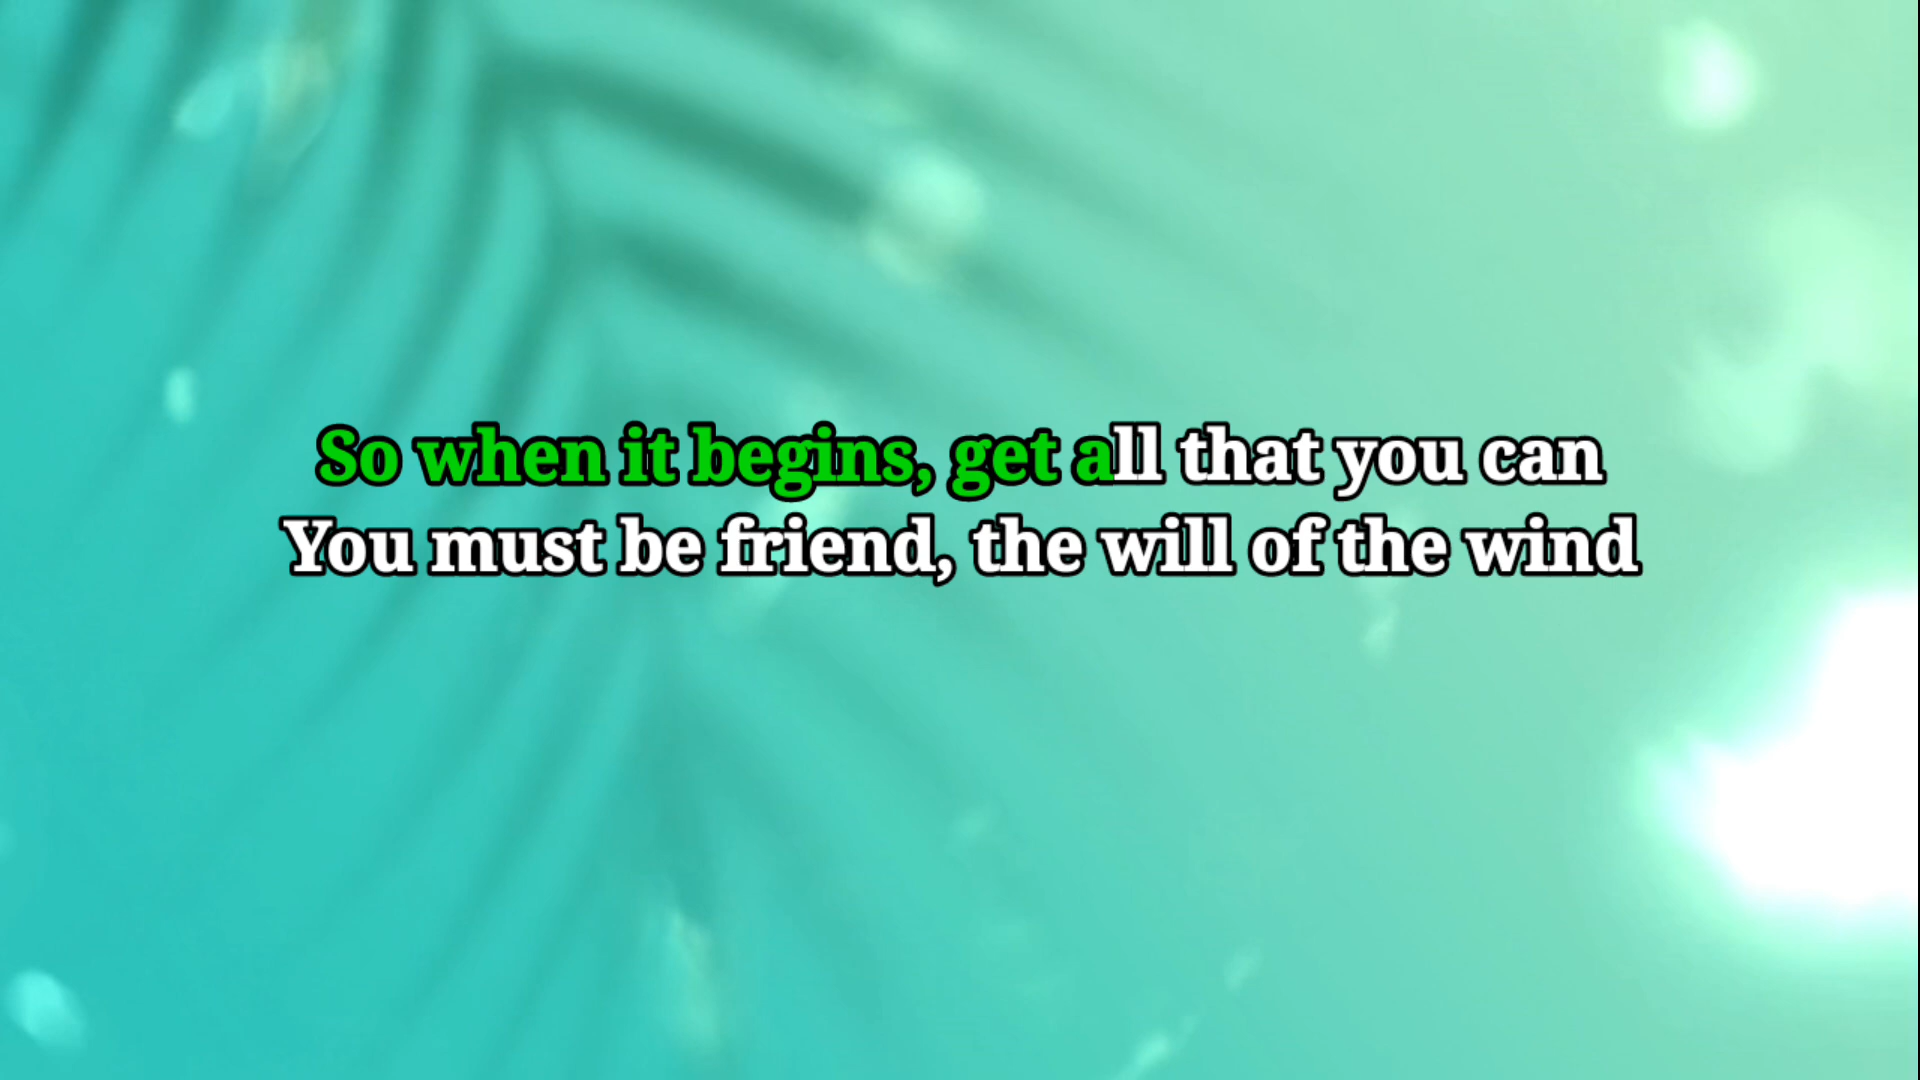 So when it begins, get all that you can
You must be friend, the will of the wind